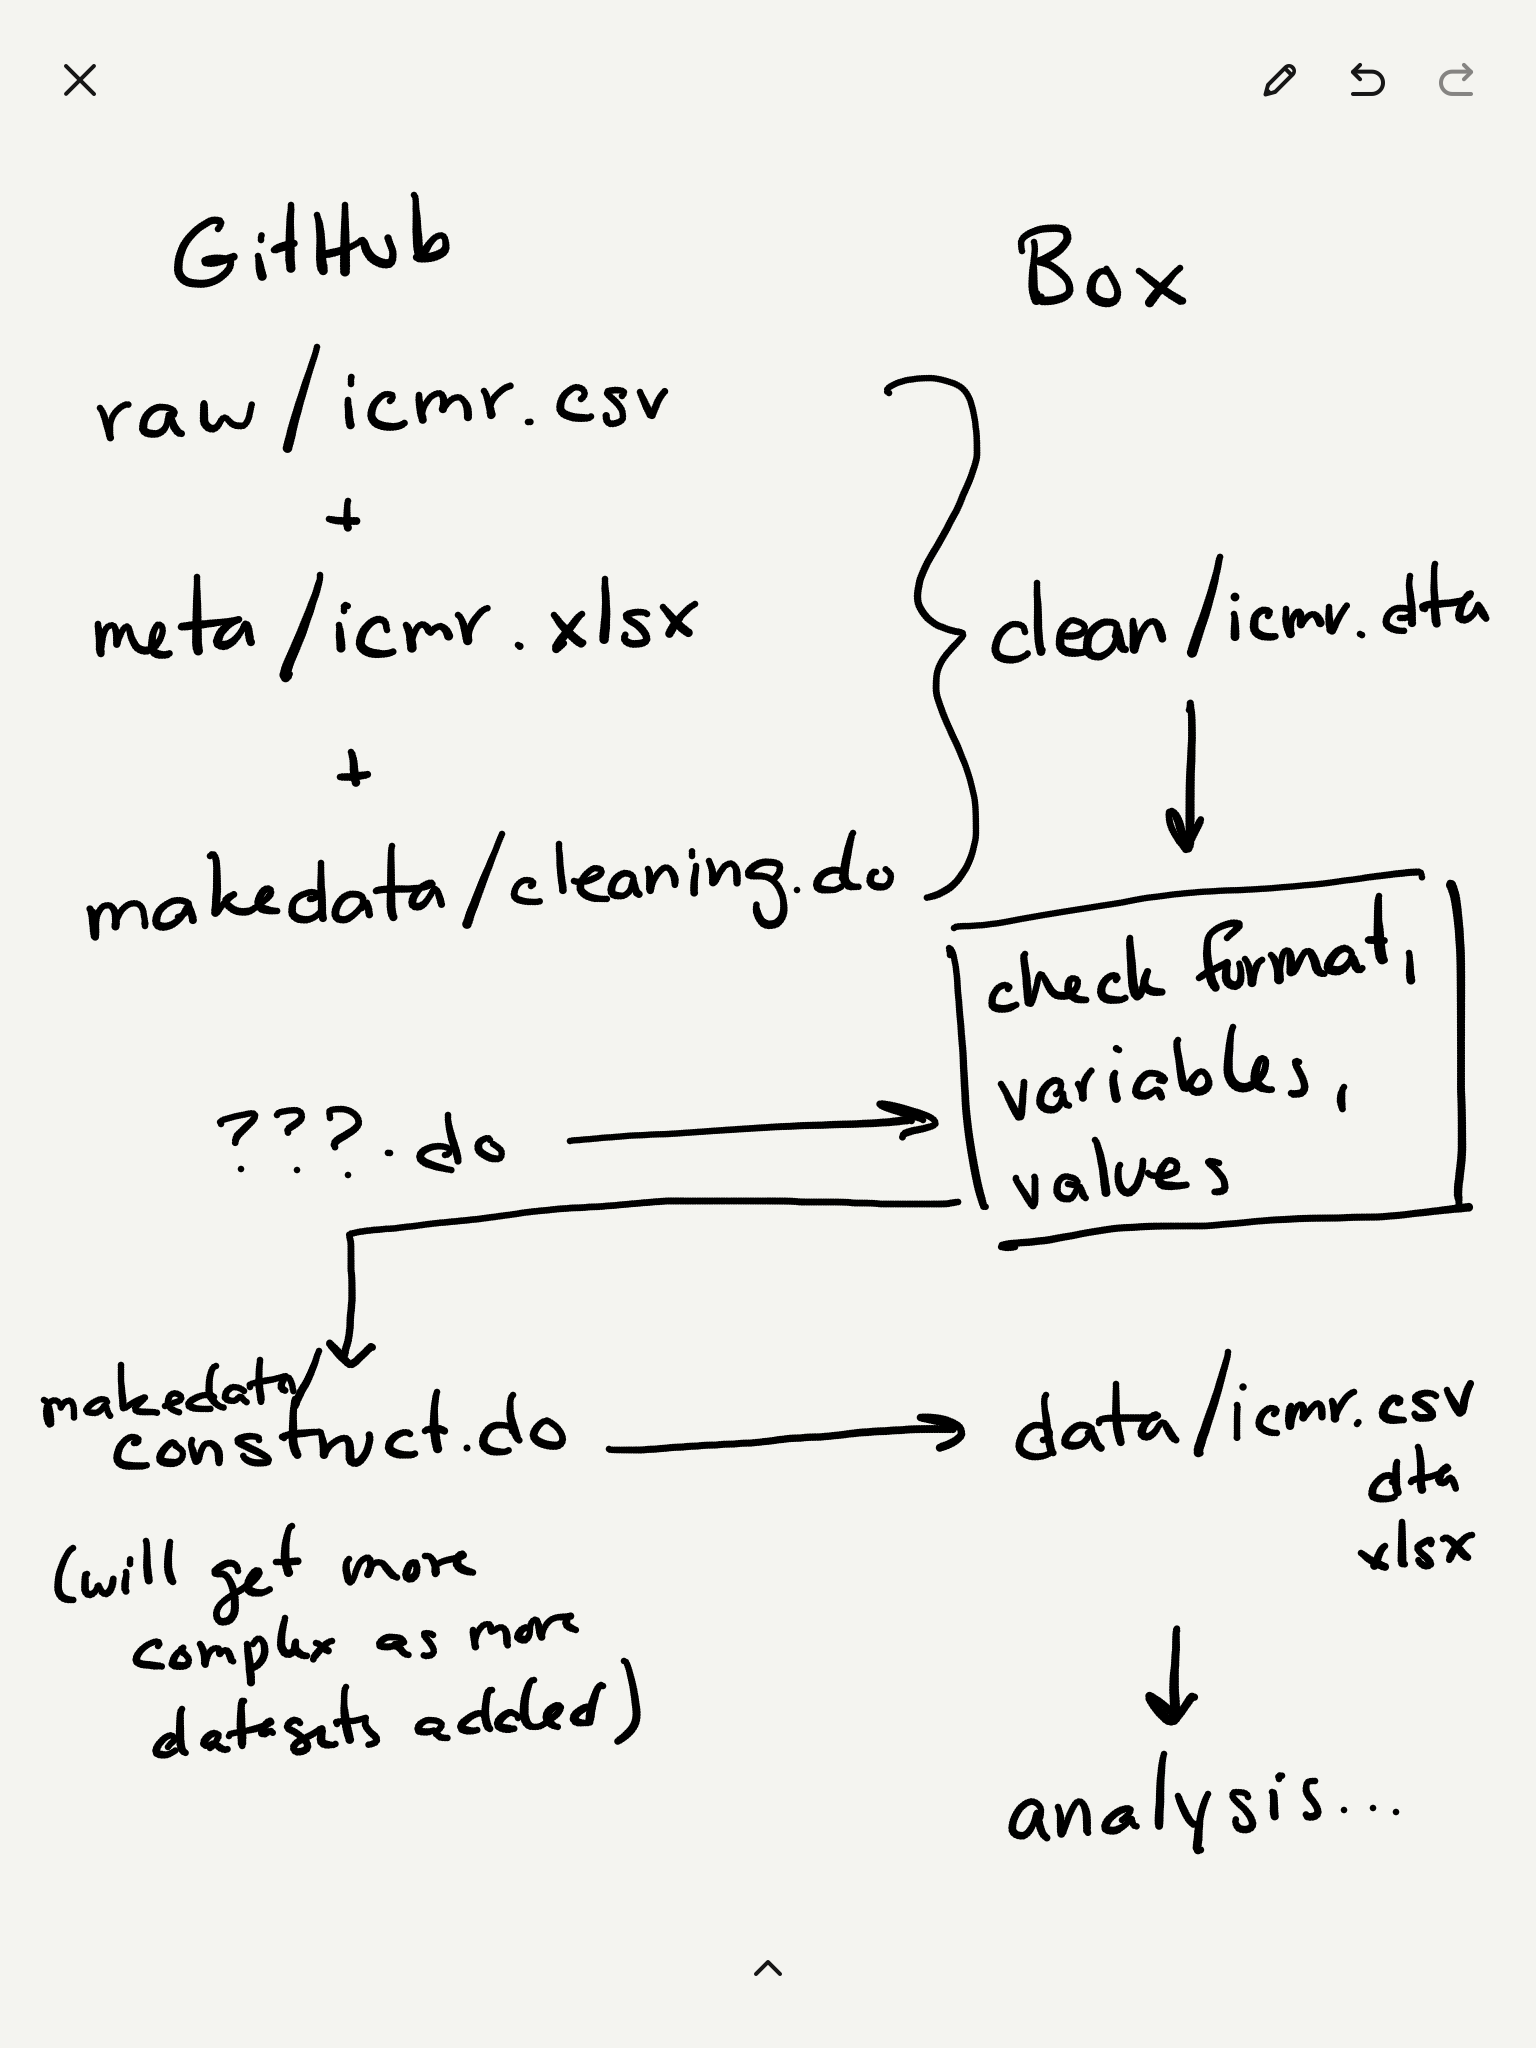 GitHub
Box
raw/icmr.csv
+
meta/icmr.xlsx
+
makedata/cleaning.do
clean/icmr.dta
check format,
variables,
values
???.do
makedata/
construct.do
data/icmr.csv
dta
xlsx
(will get more
complex as more
datasets added)
analysis...